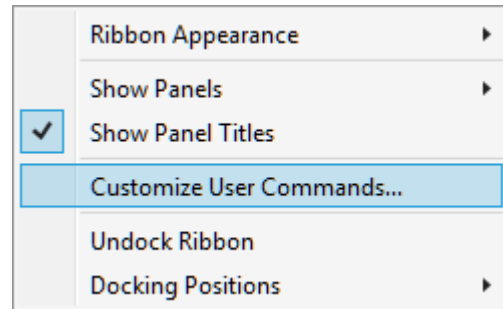 Ribbon Appearance
Show Panels
Show Panel Titles
Customize User Commands...
Undock Ribbon
Docking Positions